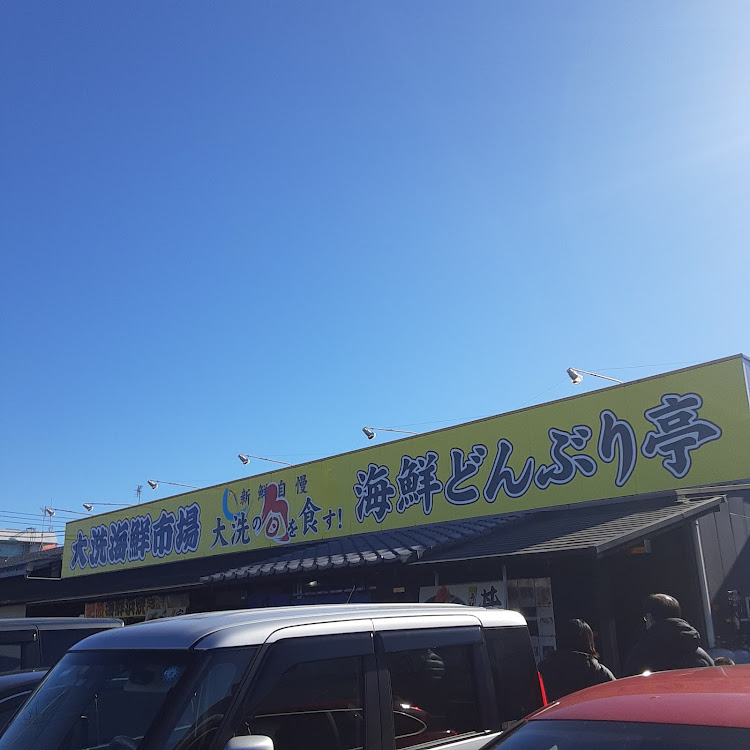 大洗海鮮市場
新鮮自慢
大洗の旬を食す!
海鮮どんぶり亭